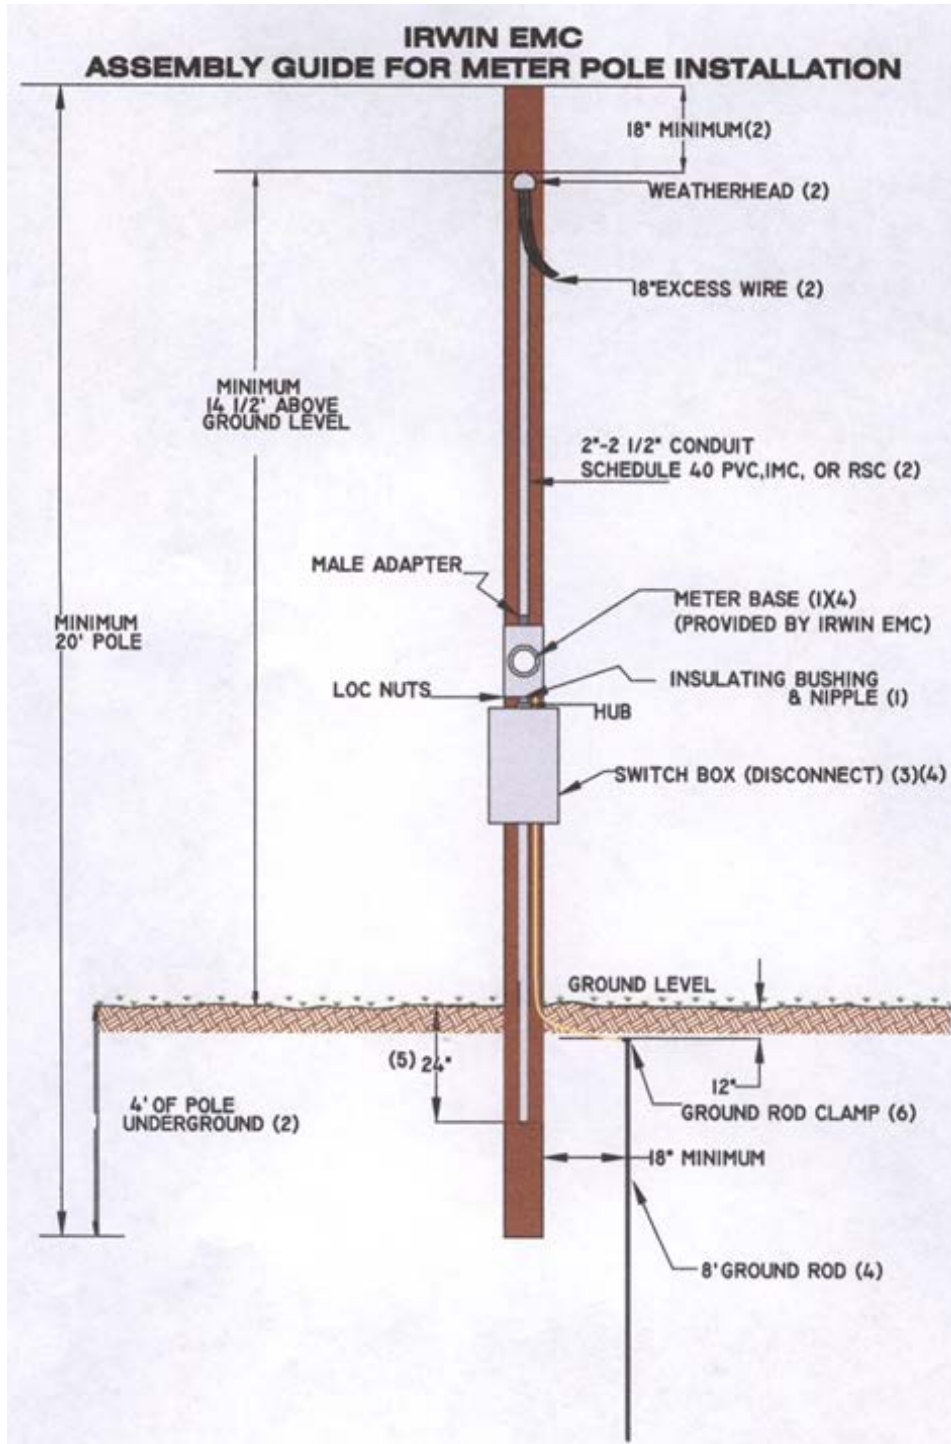 IRWIN EMC
ASSEMBLY GUIDE FOR METER POLE INSTALLATION
18" MINIMUM(2)
WEATHERHEAD (2)
18"EXCESS WIRE (2)
MINIMUM
14 1/2' ABOVE
GROUND LEVEL
2"-2 1/2" CONDUIT
SCHEDULE 40 PVC,IMC, OR RSC (2)
MALE ADAPTER
METER BASE (1)(4)
(PROVIDED BY IRWIN EMC)
MINIMUM
20' POLE
INSULATING BUSHING
& NIPPLE (1)
LOC NUTS
HUB
SWITCH BOX (DISCONNECT) (3)(4)
GROUND LEVEL
(5) 24"
12"
4' OF POLE
UNDERGROUND (2)
GROUND ROD CLAMP (6)
18" MINIMUM
8' GROUND ROD (4)